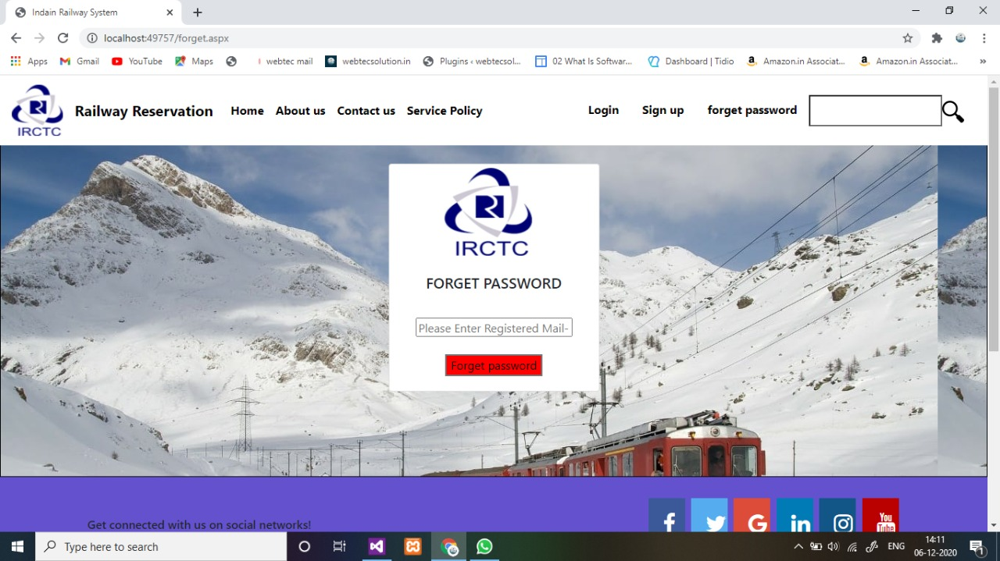 Indain Railway System
localhost:49757/forget.aspx
Apps Gmail YouTube Maps webtec mail webtecsolution.in Plugins ‹ webtecsol... 02 What Is Softwar... Dashboard | Tidio Amazon.in Associat... Amazon.in Associat... »
IRCTC
Railway Reservation Home About us Contact us Service Policy Login Sign up forget password
IRCTC
FORGET PASSWORD
Please Enter Registered Mail-
Forget password
Get connected with us on social networks!
You
Tube
Type here to search
ENG
14:11
06-12-2020
1